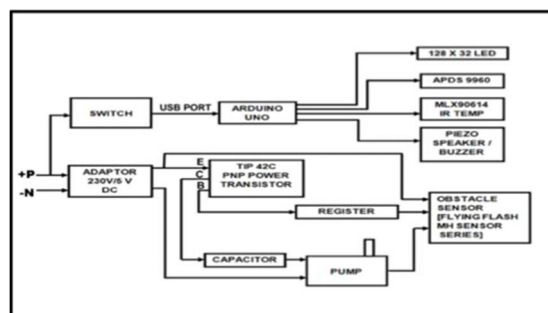 128 X 32 LED
APDS 9960
SWITCH
USB PORT
ARDUINO
UNO
MLX90614
IR TEMP
PIEZO
SPEAKER /
BUZZER
+P
-N
ADAPTOR
230V/5 V
DC
E
C
B
TIP 42C
PNP POWER
TRANSISTOR
REGISTER
OBSTACLE
SENSOR
[FLYING FLASH
MH SENSOR
SERIES]
CAPACITOR
PUMP